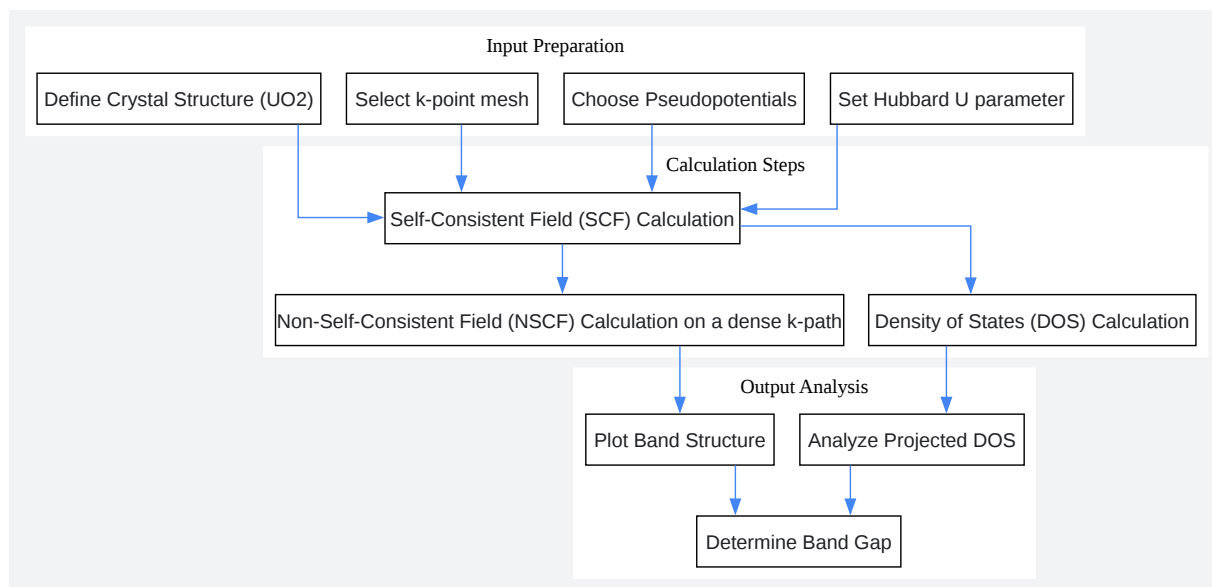 Input Preparation
Define Crystal Structure (UO2)
Select k-point mesh
Choose Pseudopotentials
Set Hubbard U parameter
Calculation Steps
Self-Consistent Field (SCF) Calculation
Non-Self-Consistent Field (NSCF) Calculation on a dense k-path
Density of States (DOS) Calculation
Output Analysis
Plot Band Structure
Analyze Projected DOS
Determine Band Gap